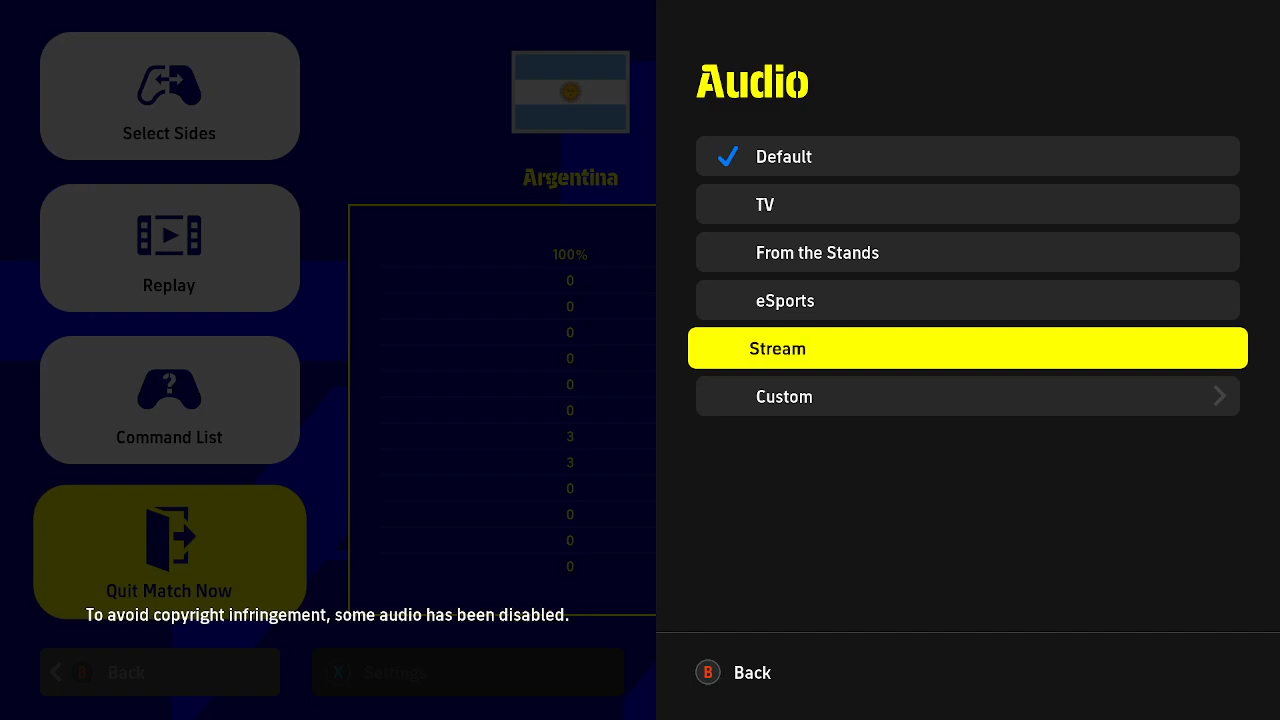 Select Sides
Replay
Command List
Quit Match Now
To avoid copyright infringement, some audio has been disabled.
B Back
X Settings
Argentina
100%
0
0
0
0
0
0
3
3
0
0
0
0
Audio
Default
TV
From the Stands
eSports
Stream
Custom
B Back